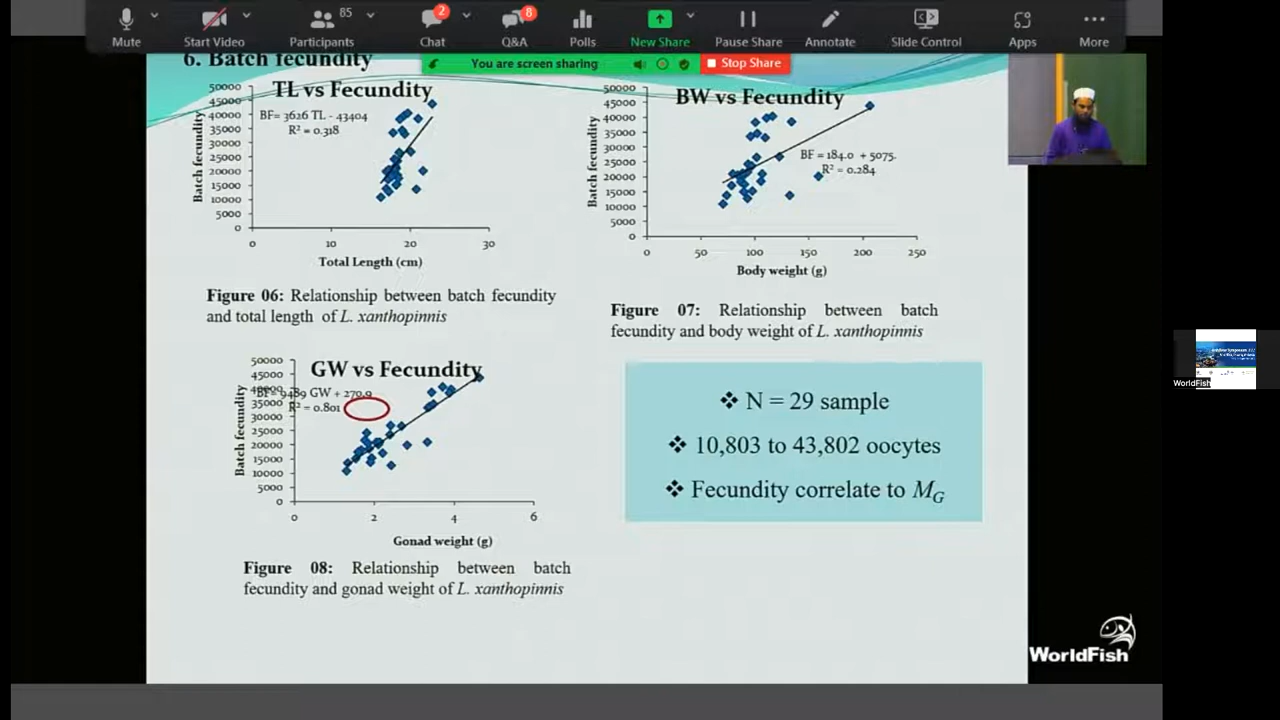 Mute
Start Video
Participants
85
Chat
2
Q&A
8
Polls
New Share
Pause Share
Annotate
Slide Control
Apps
More
You are screen sharing
Stop Share
6. Batch fecundity
TL vs Fecundity
BF= 3626 TL - 43404
R² = 0.318
Batch fecundity
50000
45000
40000
35000
30000
25000
20000
15000
10000
5000
0
0 10 20 30
Total Length (cm)
Figure 06: Relationship between batch fecundity
and total length of L. xanthopinnis
BW vs Fecundity
BF = 184.0 + 5075.
R² = 0.284
Batch fecundity
50000
45000
40000
35000
30000
25000
20000
15000
10000
5000
0
0 50 100 150 200 250
Body weight (g)
Figure 07: Relationship between batch
fecundity and body weight of L. xanthopinnis
GW vs Fecundity
BF= 9489 GW + 270.9
R² = 0.801
Batch fecundity
50000
45000
40000
35000
30000
25000
20000
15000
10000
5000
0
0 2 4 6
Gonad weight (g)
Figure 08: Relationship between batch
fecundity and gonad weight of L. xanthopinnis
❖ N = 29 sample
❖ 10,803 to 43,802 oocytes
❖ Fecundity correlate to M_G
WorldFish
WorldFish